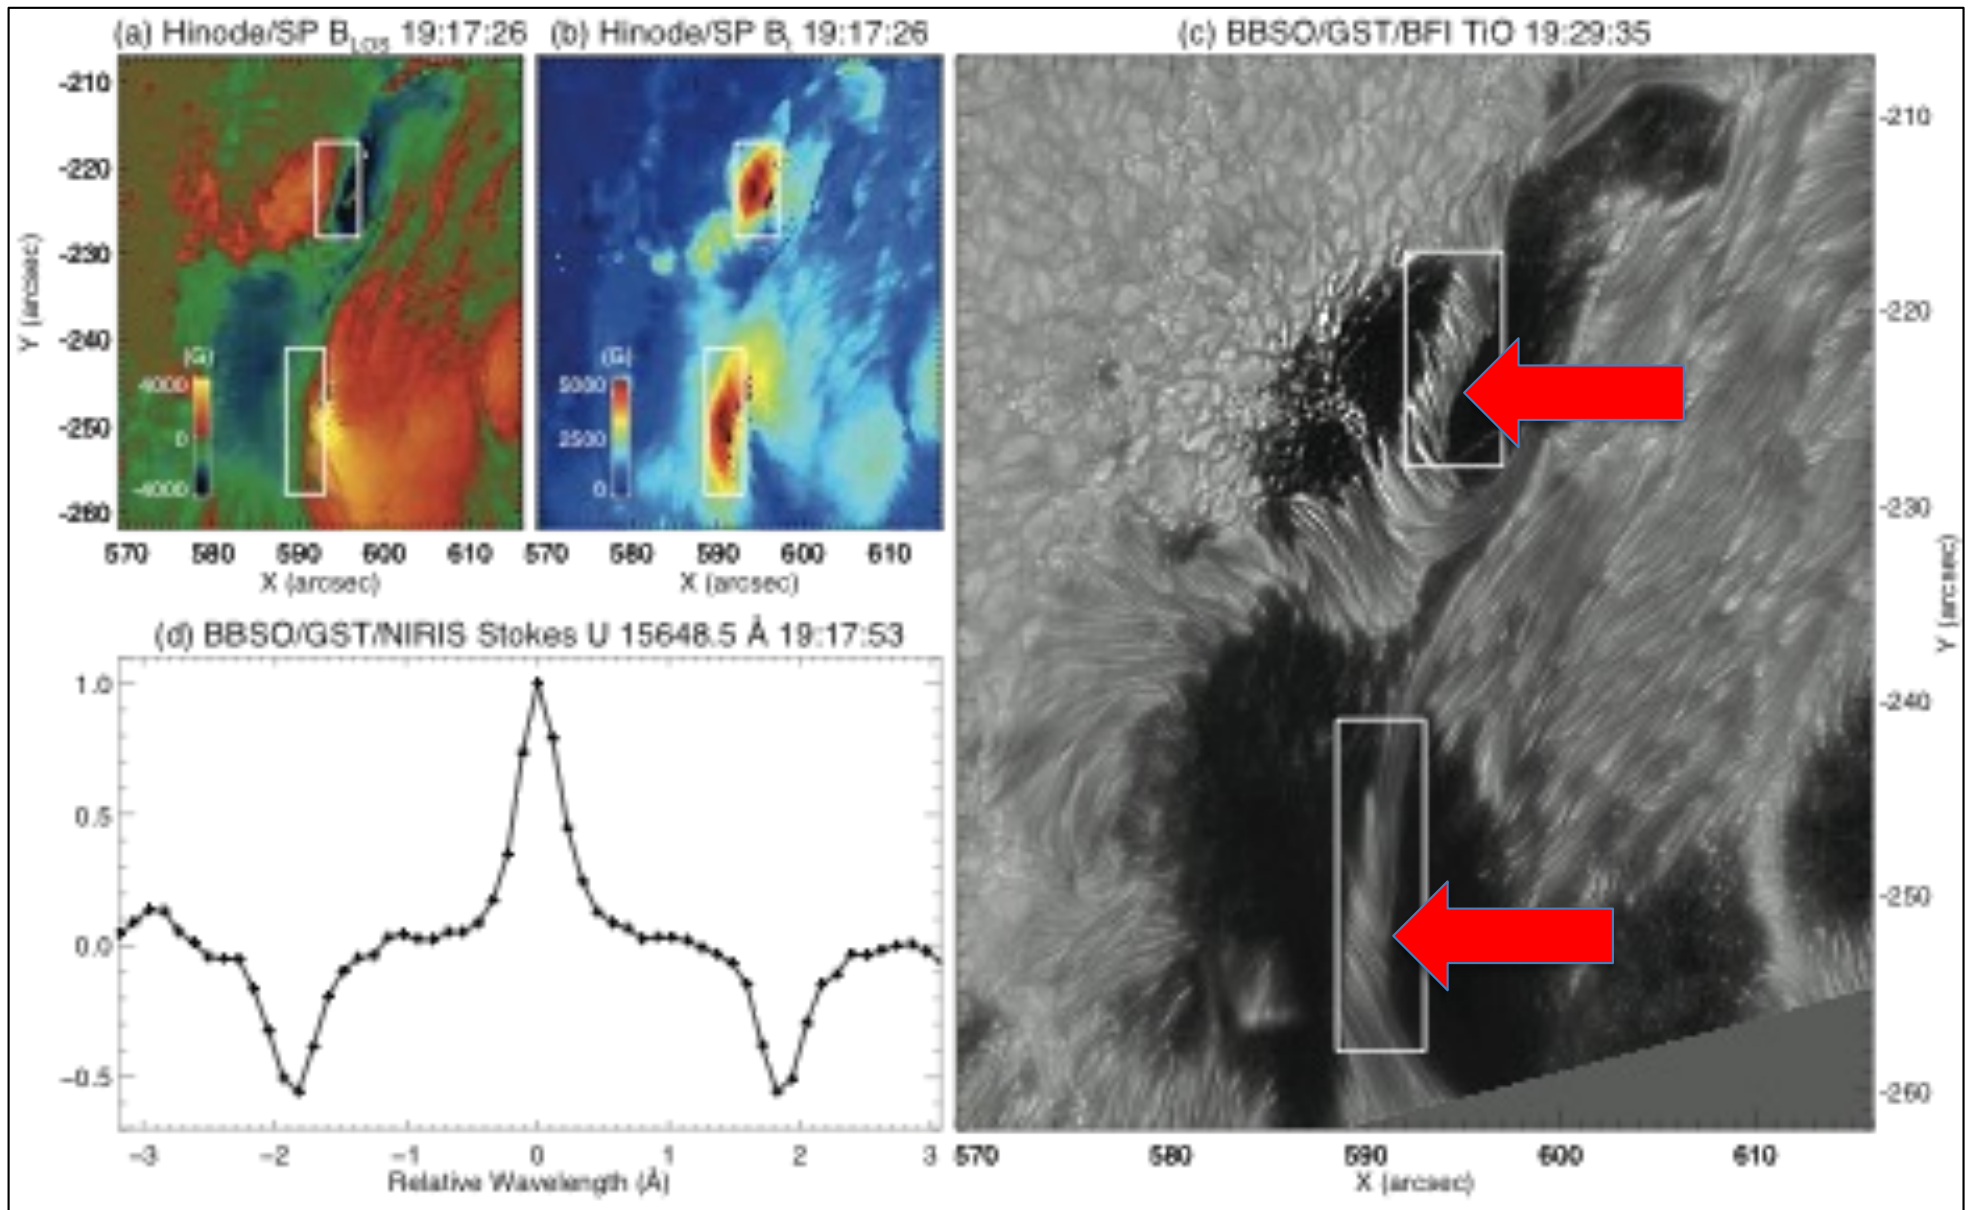 (a) Hinode/SP B_LOS 19:17:26
(b) Hinode/SP B_t 19:17:26
(c) BBSO/GST/BFI TiO 19:29:35
-210
-220
-230
-240
-250
-260
Y (arcsec)
(G)
4000
0
-4000
570 580 590 600 610
X (arcsec)
(G)
5000
2500
0
570 580 590 600 610
X (arcsec)
-210
-220
-230
-240
-250
-260
Y (arcsec)
570 580 590 600 610
X (arcsec)
(d) BBSO/GST/NIRIS Stokes U 15648.5 Å 19:17:53
1.0
0.5
0.0
-0.5
-3 -2 -1 0 1 2 3
Relative Wavelength (Å)